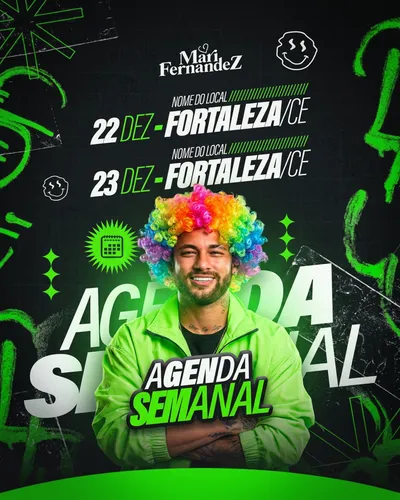 Mari
Fernandez
NOME DO LOCAL ////////////////////
22 DEZ - FORTALEZA/CE
NOME DO LOCAL ////////////////////
23 DEZ - FORTALEZA/CE
AGENDA
SEMANAL
AGENDA
SEMANAL